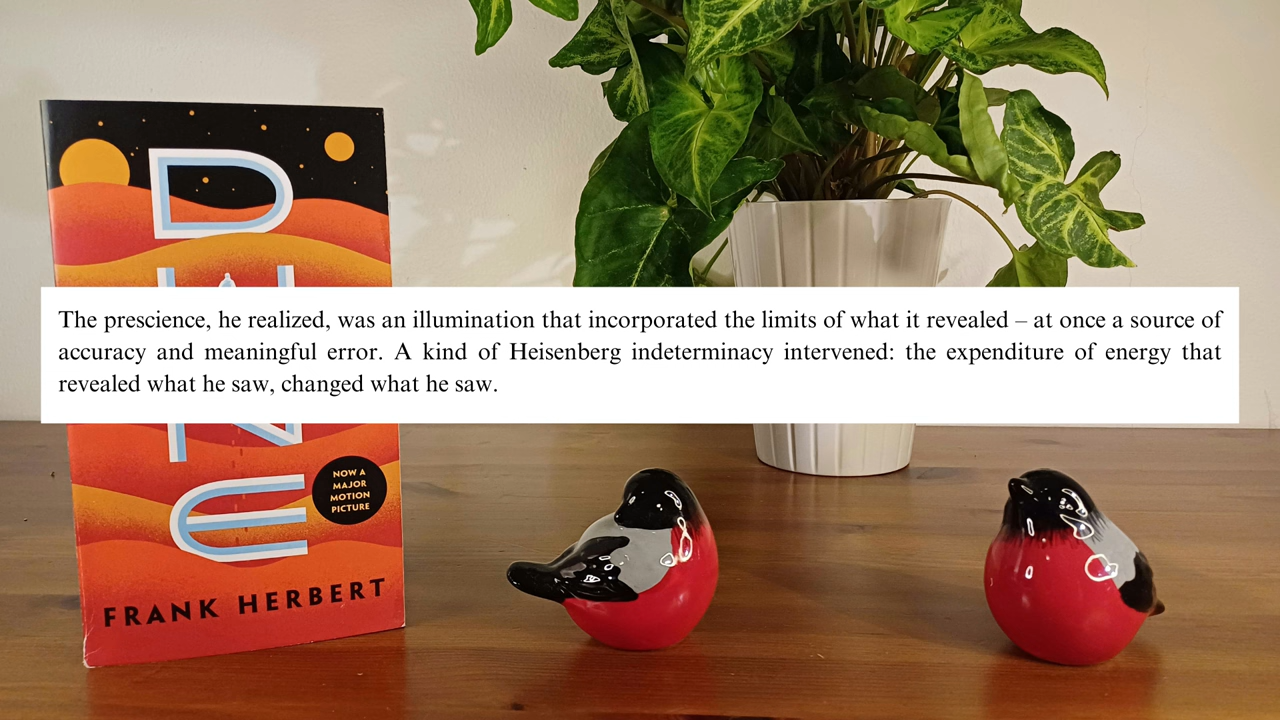 DUNE
The prescience, he realized, was an illumination that incorporated the limits of what it revealed – at once a source of
accuracy and meaningful error. A kind of Heisenberg indeterminacy intervened: the expenditure of energy that
revealed what he saw, changed what he saw.
NOW A
MAJOR
MOTION
PICTURE
FRANK HERBERT